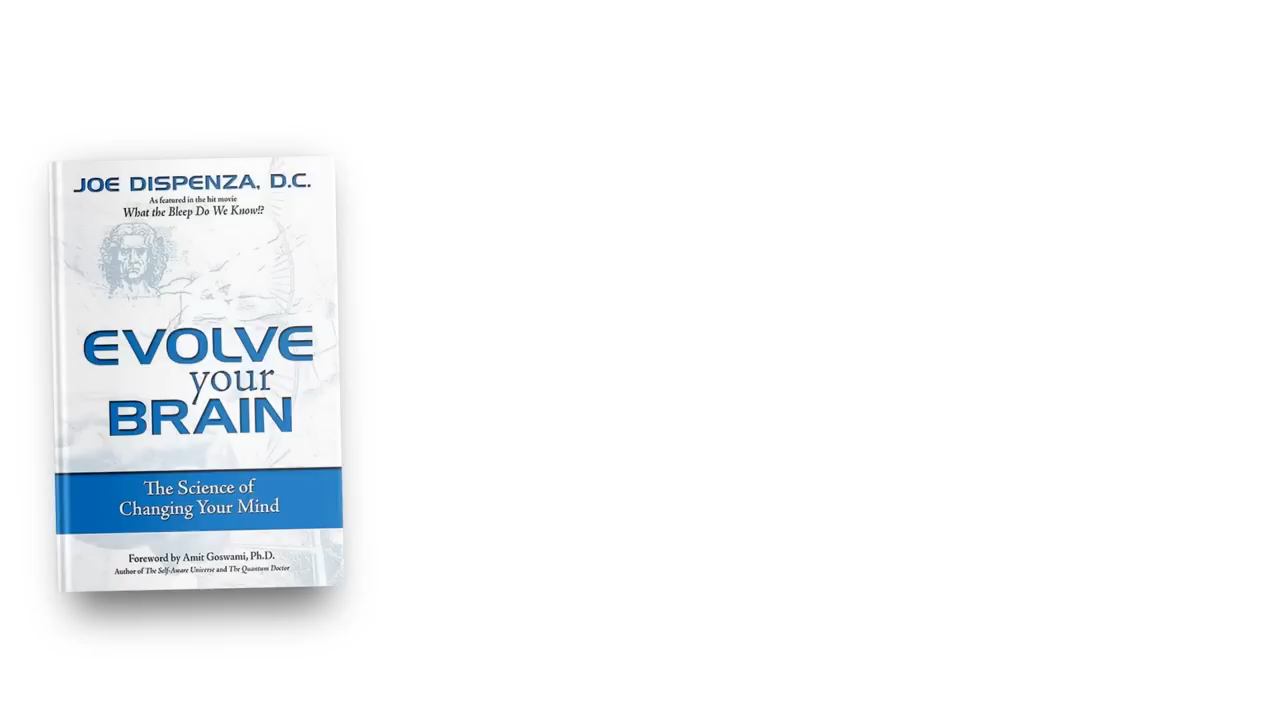 JOE DISPENZA, D.C.
As featured in the hit movie
What the Bleep Do We Know!?
EVOLVE
your
BRAIN
The Science of
Changing Your Mind
Foreword by Amit Goswami, Ph.D.
Author of The Self-Aware Universe and The Quantum Doctor